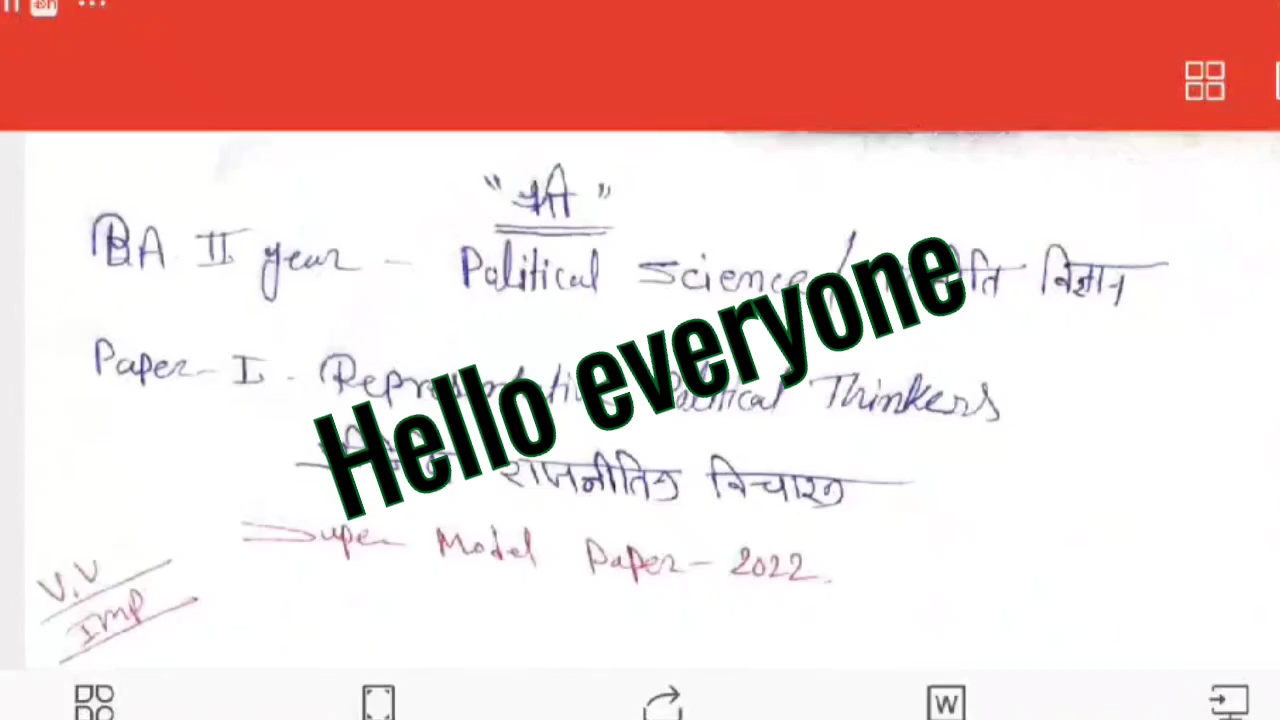 "श्री"
BA II year - Political Science / राजनीति विज्ञान
Hello everyone
Paper-I. Representative Political Thinkers
राजनीतिक विचारक
Super Model Paper-2022.
V.V
IMP
W